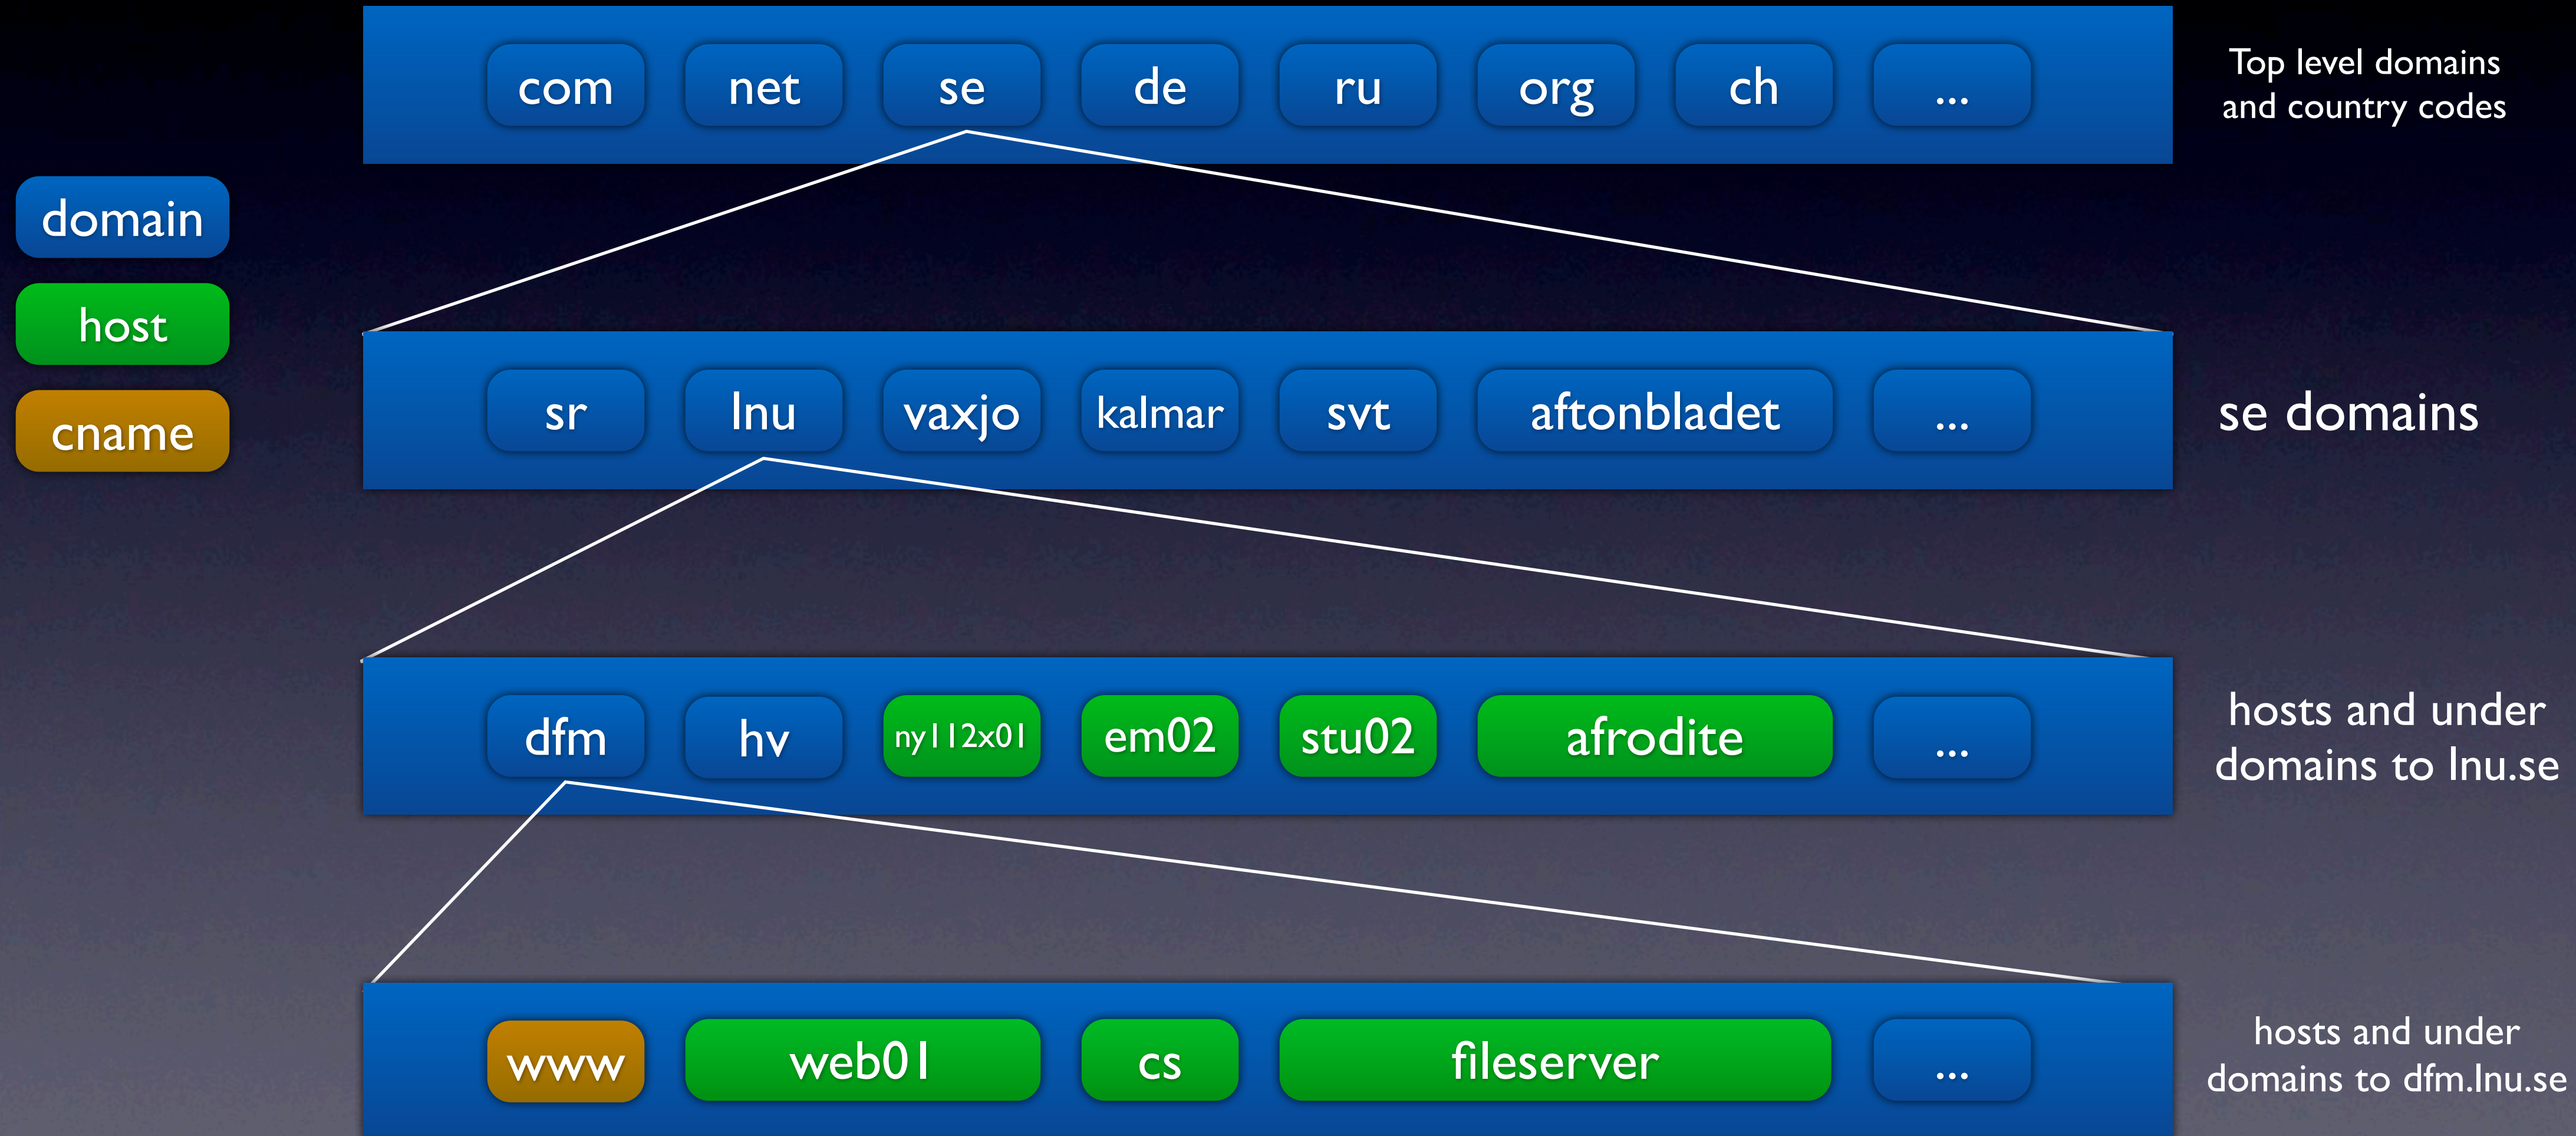 com net se de ru org ch ...
Top level domains
and country codes
domain
host
cname
sr lnu vaxjo kalmar svt aftonbladet ...
se domains
dfm hv ny112x01 em02 stu02 afrodite ...
hosts and under
domains to lnu.se
www web01 cs fileserver ...
hosts and under
domains to dfm.lnu.se